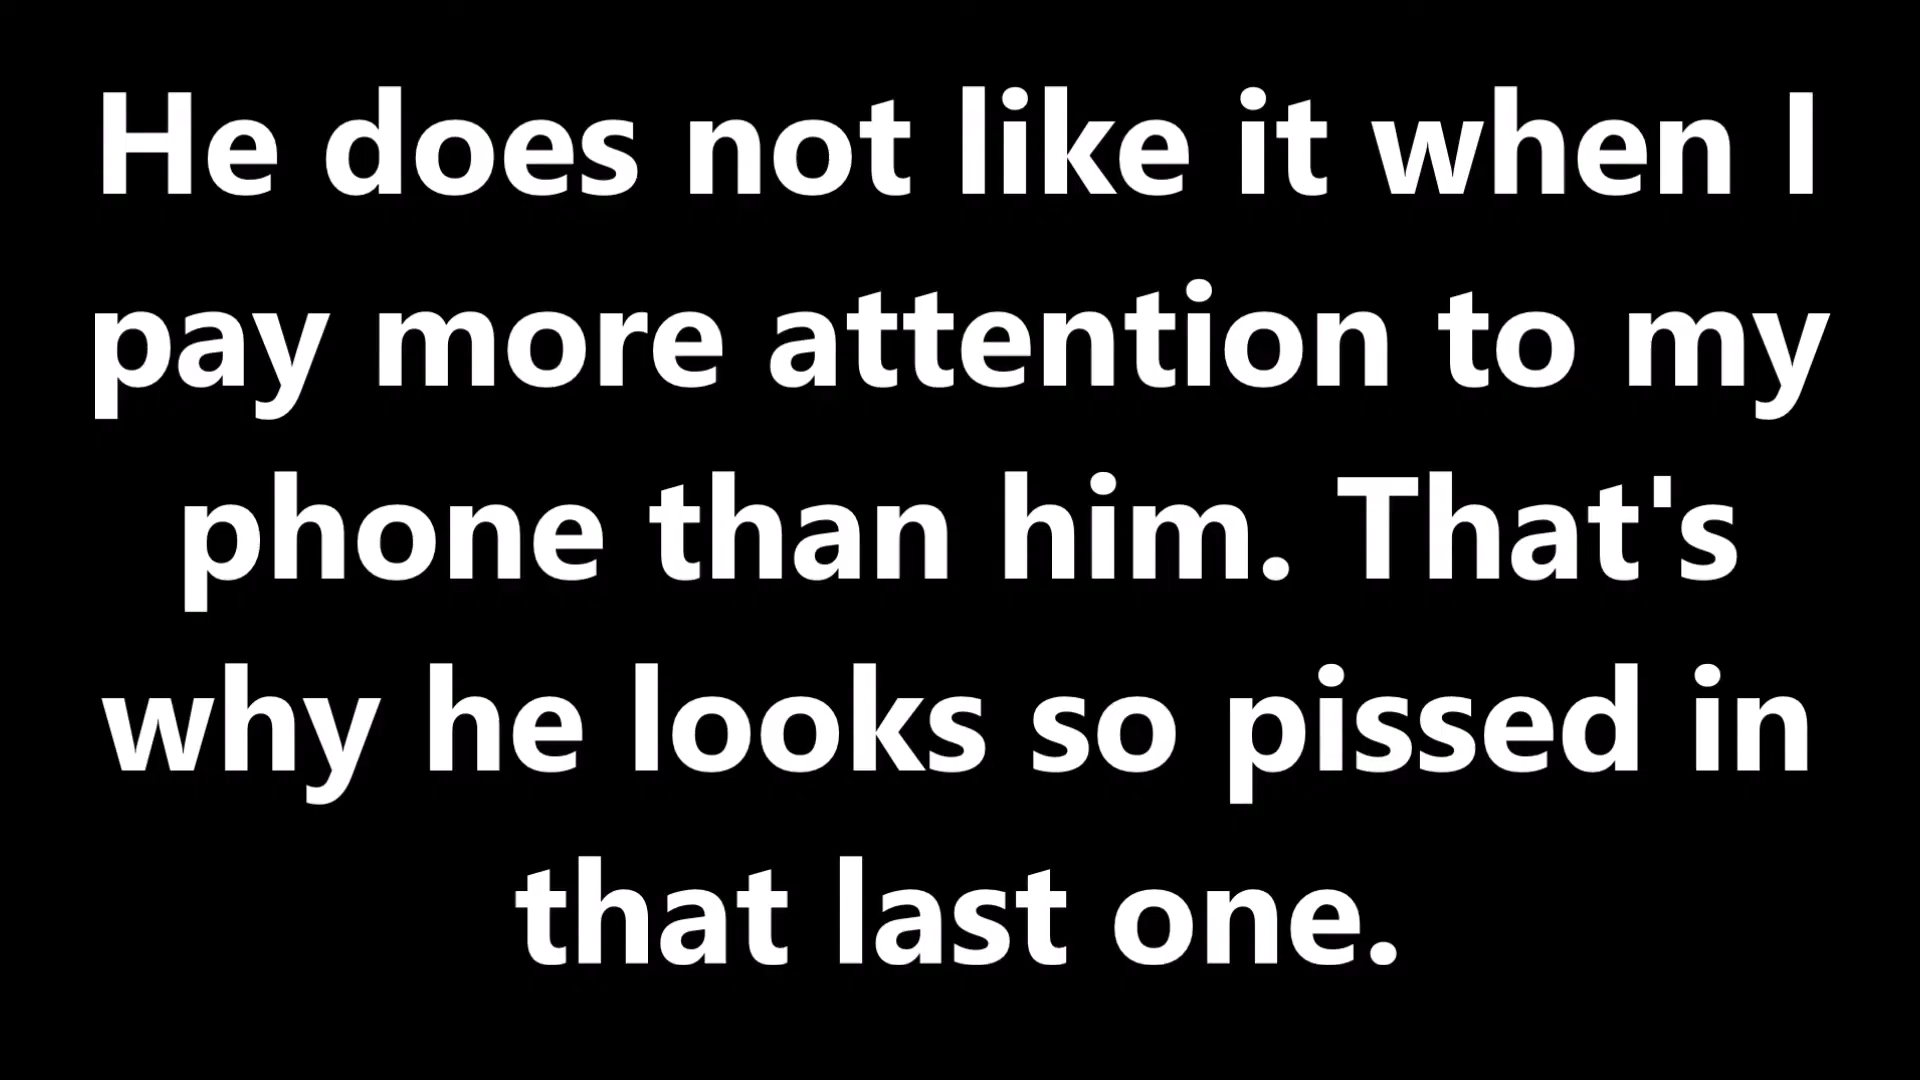 He does not like it when I
pay more attention to my
phone than him. That's
why he looks so pissed in
that last one.